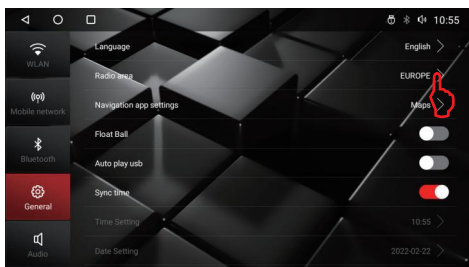 10:55
WLAN
Mobile network
Bluetooth
General
Audio
Language English
Radio area EUROPE
Navigation app settings Maps
Float Ball
Auto play usb
Sync time
Time Setting 10:55
Date Setting 2022-02-22